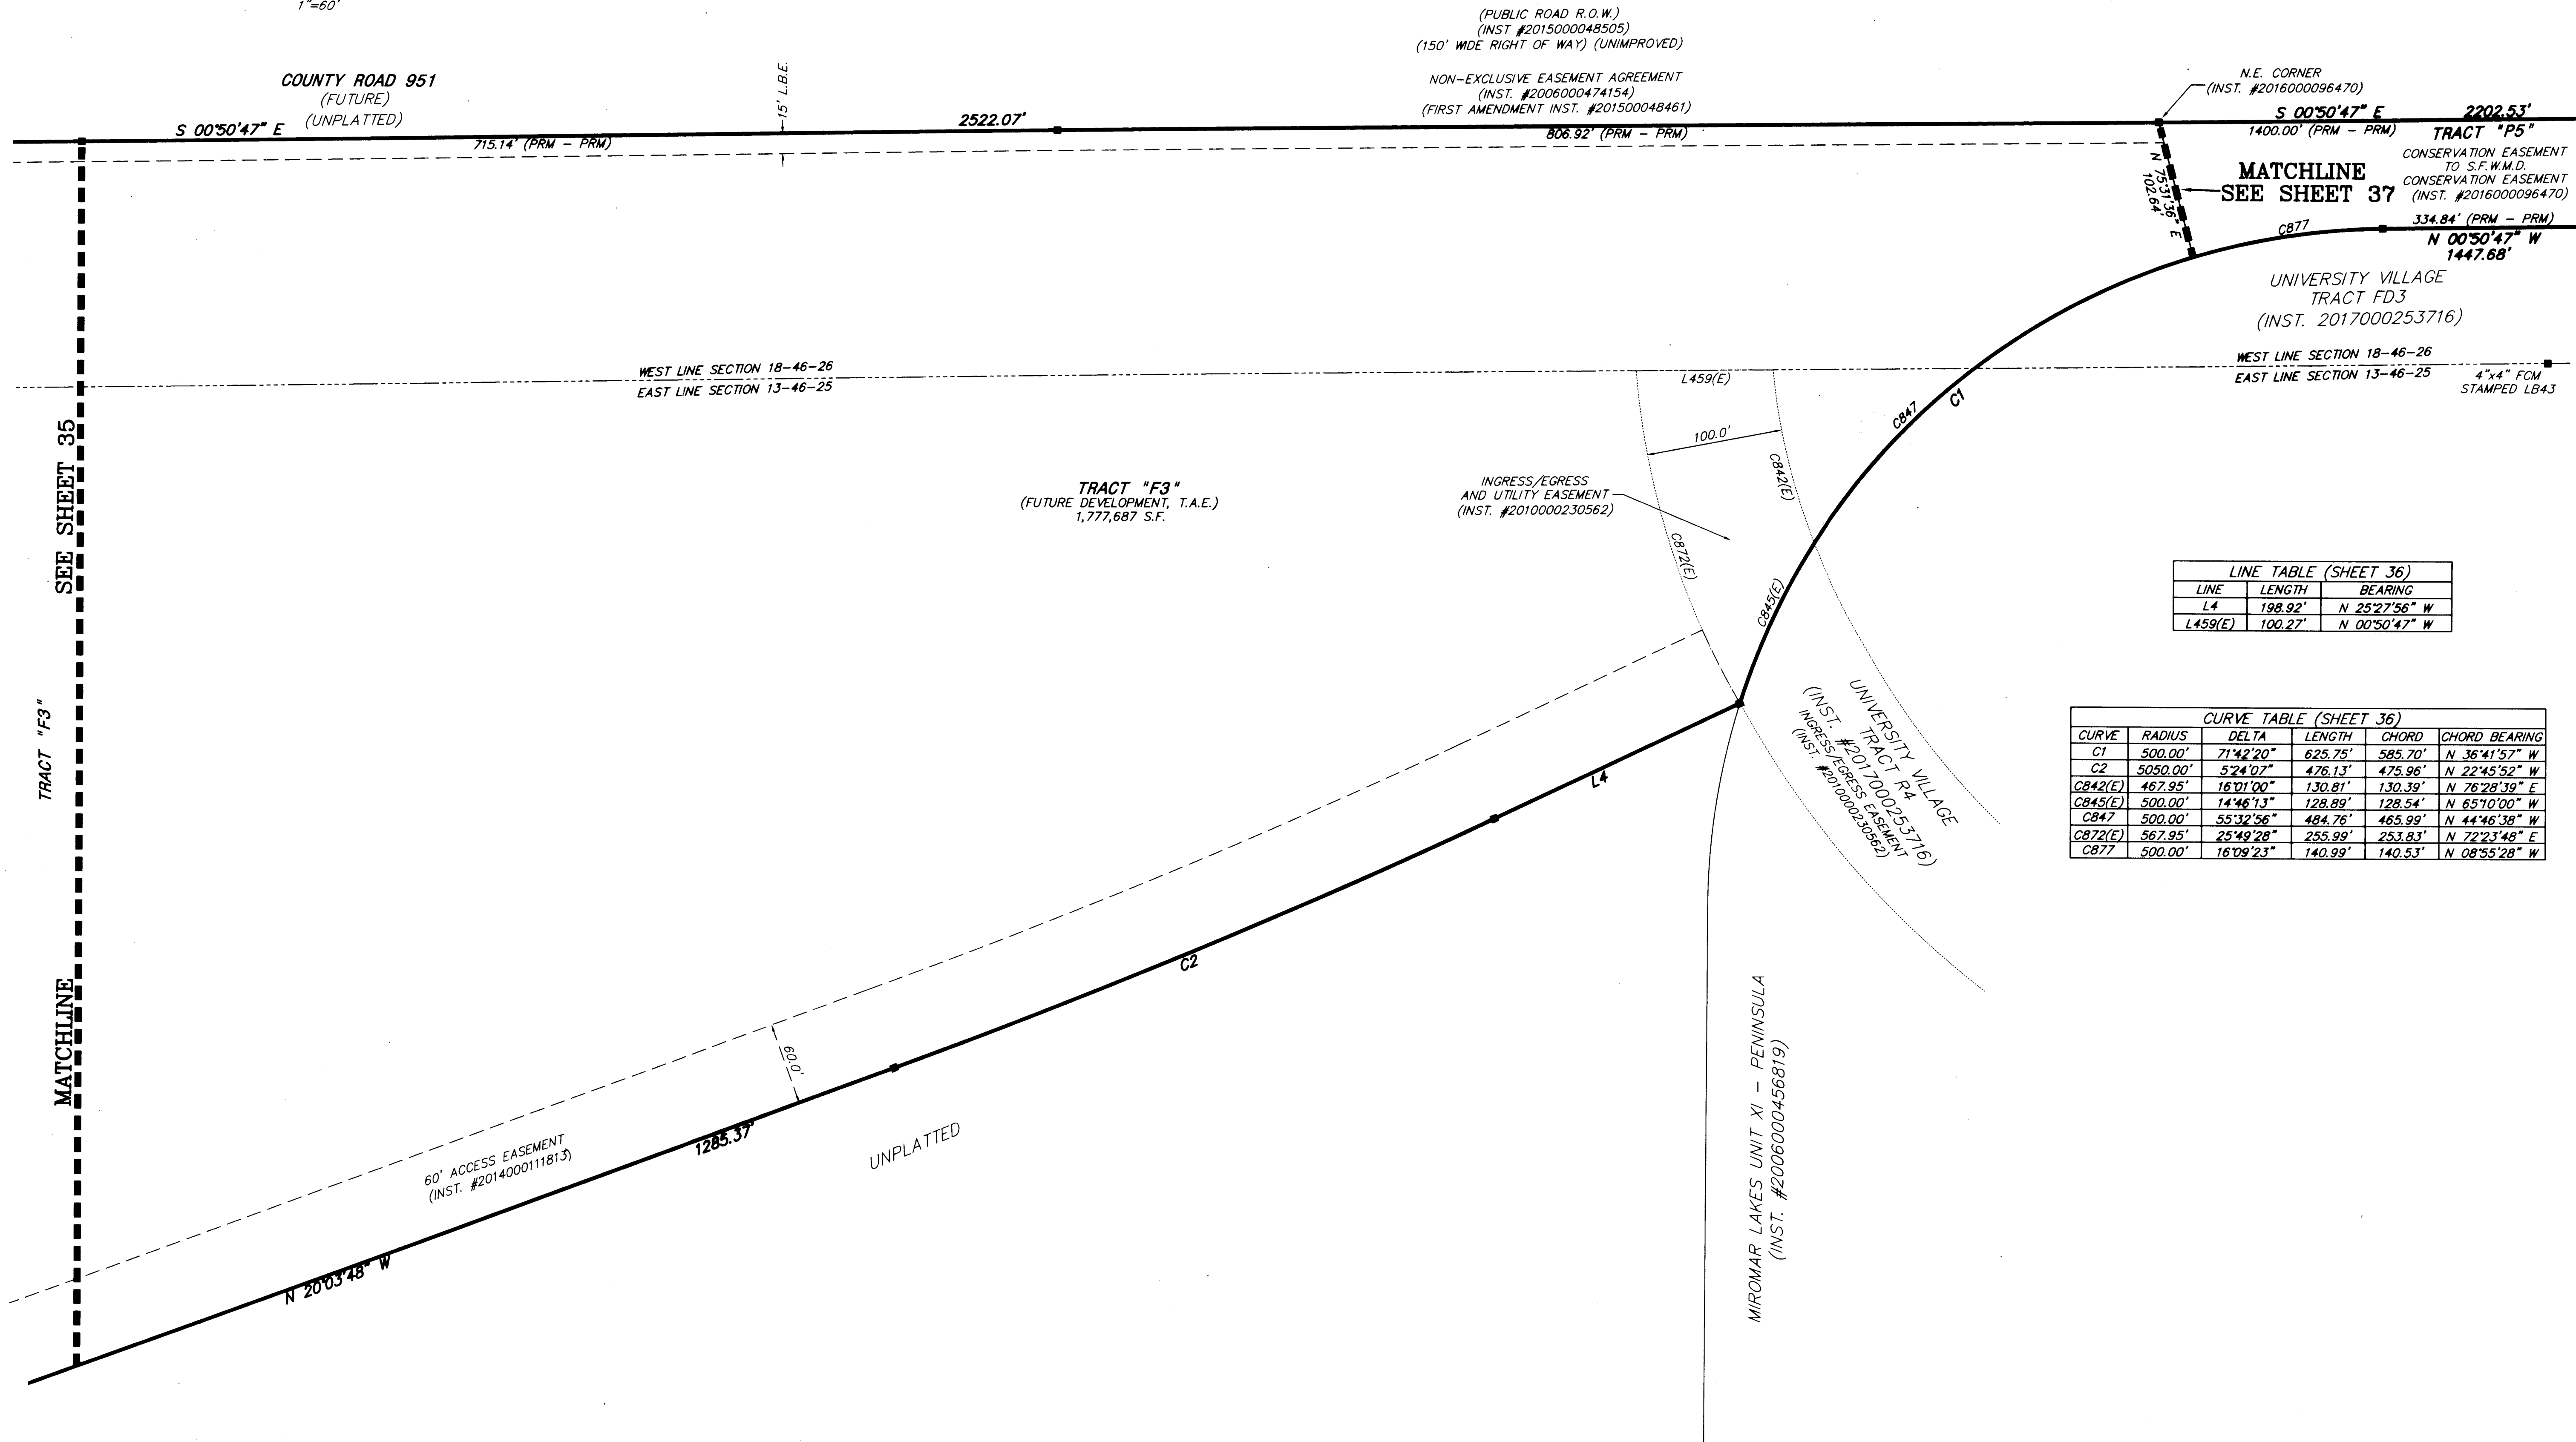 1"=60'
(PUBLIC ROAD R.O.W.)
(INST #2015000048505)
(150' WIDE RIGHT OF WAY) (UNIMPROVED)
COUNTY ROAD 951
(FUTURE)
(UNPLATTED)
S 00°50'47" E
715.14' (PRM - PRM)
15' L.B.E.
2522.07'
NON-EXCLUSIVE EASEMENT AGREEMENT
(INST. #2006000474154)
(FIRST AMENDMENT INST. #201500048461)
806.92' (PRM - PRM)
N.E. CORNER
(INST. #2016000096470)
S 00°50'47" E
2202.53'
1400.00' (PRM - PRM)
TRACT "P5"
CONSERVATION EASEMENT
TO S.F.W.M.D.
CONSERVATION EASEMENT
(INST. #2016000096470)
MATCHLINE
SEE SHEET 37
N 75°31'36" E
102.64'
C877
334.84' (PRM - PRM)
N 00°50'47" W
1447.68'
UNIVERSITY VILLAGE
TRACT FD3
(INST. 2017000253716)
WEST LINE SECTION 18-46-26
EAST LINE SECTION 13-46-25
L459(E)
WEST LINE SECTION 18-46-26
EAST LINE SECTION 13-46-25
4"x4" FCM
STAMPED LB43
C847
C1
100.0'
C842(E)
C872(E)
C845(E)
INGRESS/EGRESS
AND UTILITY EASEMENT
(INST. #2010000230562)
TRACT "F3"
(FUTURE DEVELOPMENT, T.A.E.)
1,777,687 S.F.
MATCHLINE SEE SHEET 35
TRACT "F3"
LINE TABLE (SHEET 36)
LINE LENGTH BEARING
L4 198.92' N 25°27'56" W
L459(E) 100.27' N 00°50'47" W
CURVE TABLE (SHEET 36)
CURVE RADIUS DELTA LENGTH CHORD CHORD BEARING
C1 500.00' 71°42'20" 625.75' 585.70' N 36°41'57" W
C2 5050.00' 5°24'07" 476.13' 475.96' N 22°45'52" W
C842(E) 467.95' 16°01'00" 130.81' 130.39' N 76°28'39" E
C845(E) 500.00' 14°46'13" 128.89' 128.54' N 65°10'00" W
C847 500.00' 55°32'56" 484.76' 465.99' N 44°46'38" W
C872(E) 567.95' 25°49'28" 255.99' 253.83' N 72°23'48" E
C877 500.00' 16°09'23" 140.99' 140.53' N 08°55'28" W
UNIVERSITY VILLAGE
TRACT R4
(INST. #2017000253716)
INGRESS/EGRESS EASEMENT
(INST. #2010000230562)
L4
C2
60.0'
60' ACCESS EASEMENT
(INST. #2014000111813)
1285.37'
UNPLATTED
N 20°03'48" W
MIROMAR LAKES UNIT XI - PENINSULA
(INST. #2006000456819)